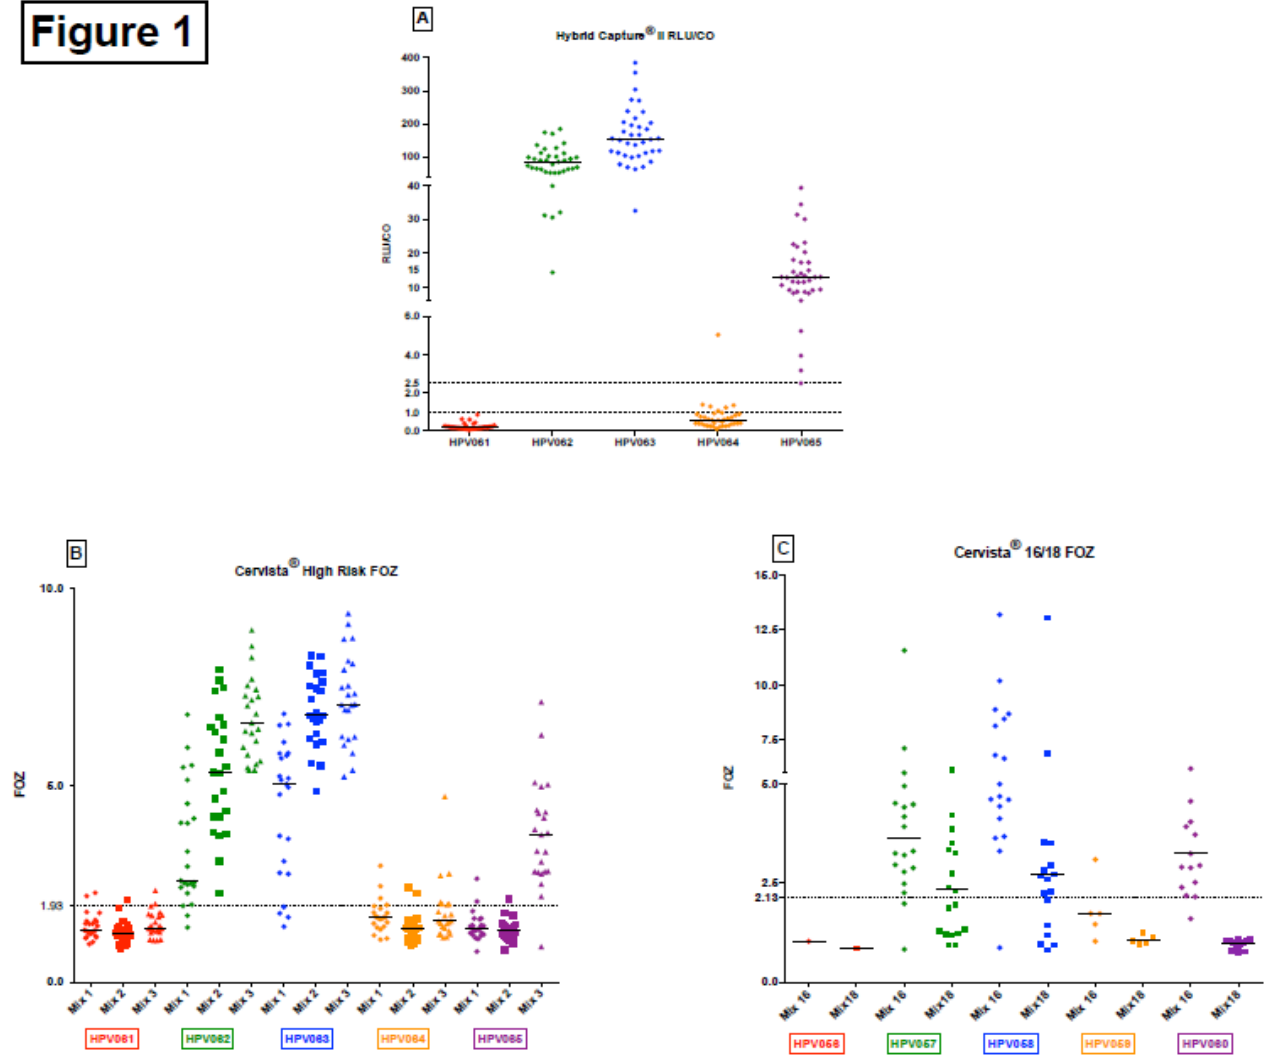 Figure 1
A
Hybrid Capture® II RLU/CO
RLU/CO
400
300
200
100
40
30
20
15
10
6.0
4.0
2.5
2.0
1.0
0.0
HPV061 HPV062 HPV063 HPV064 HPV065
B
Cervista® High Risk FOZ
FOZ
10.0
6.0
1.93
0.0
Mix 1 Mix 2 Mix 3 Mix 1 Mix 2 Mix 3 Mix 1 Mix 2 Mix 3 Mix 1 Mix 2 Mix 3 Mix 1 Mix 2 Mix 3
HPV061 HPV062 HPV063 HPV064 HPV065
C
Cervista® 16/18 FOZ
FOZ
15.0
12.5
10.0
7.5
5.0
2.5
2.13
0.0
Mix 16 Mix18 Mix 16 Mix18 Mix 16 Mix18 Mix 16 Mix18 Mix 16 Mix18
HPV056 HPV057 HPV058 HPV059 HPV060